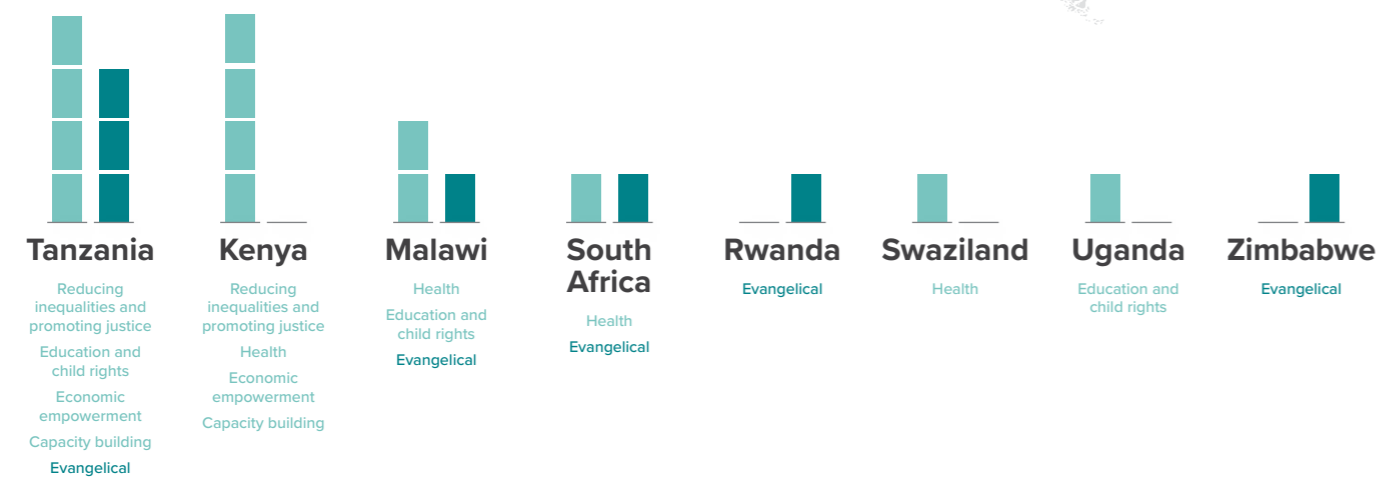 Tanzania
Reducing
inequalities and
promoting justice
Education and
child rights
Economic
empowerment
Capacity building
Evangelical
Kenya
Reducing
inequalities and
promoting justice
Health
Economic
empowerment
Capacity building
Malawi
Health
Education and
child rights
Evangelical
South
Africa
Health
Evangelical
Rwanda
Evangelical
Swaziland
Health
Uganda
Education and
child rights
Zimbabwe
Evangelical